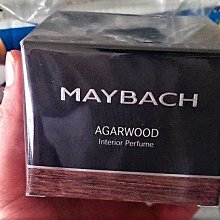 MAYBACH
AGARWOOD
Interior Perfume